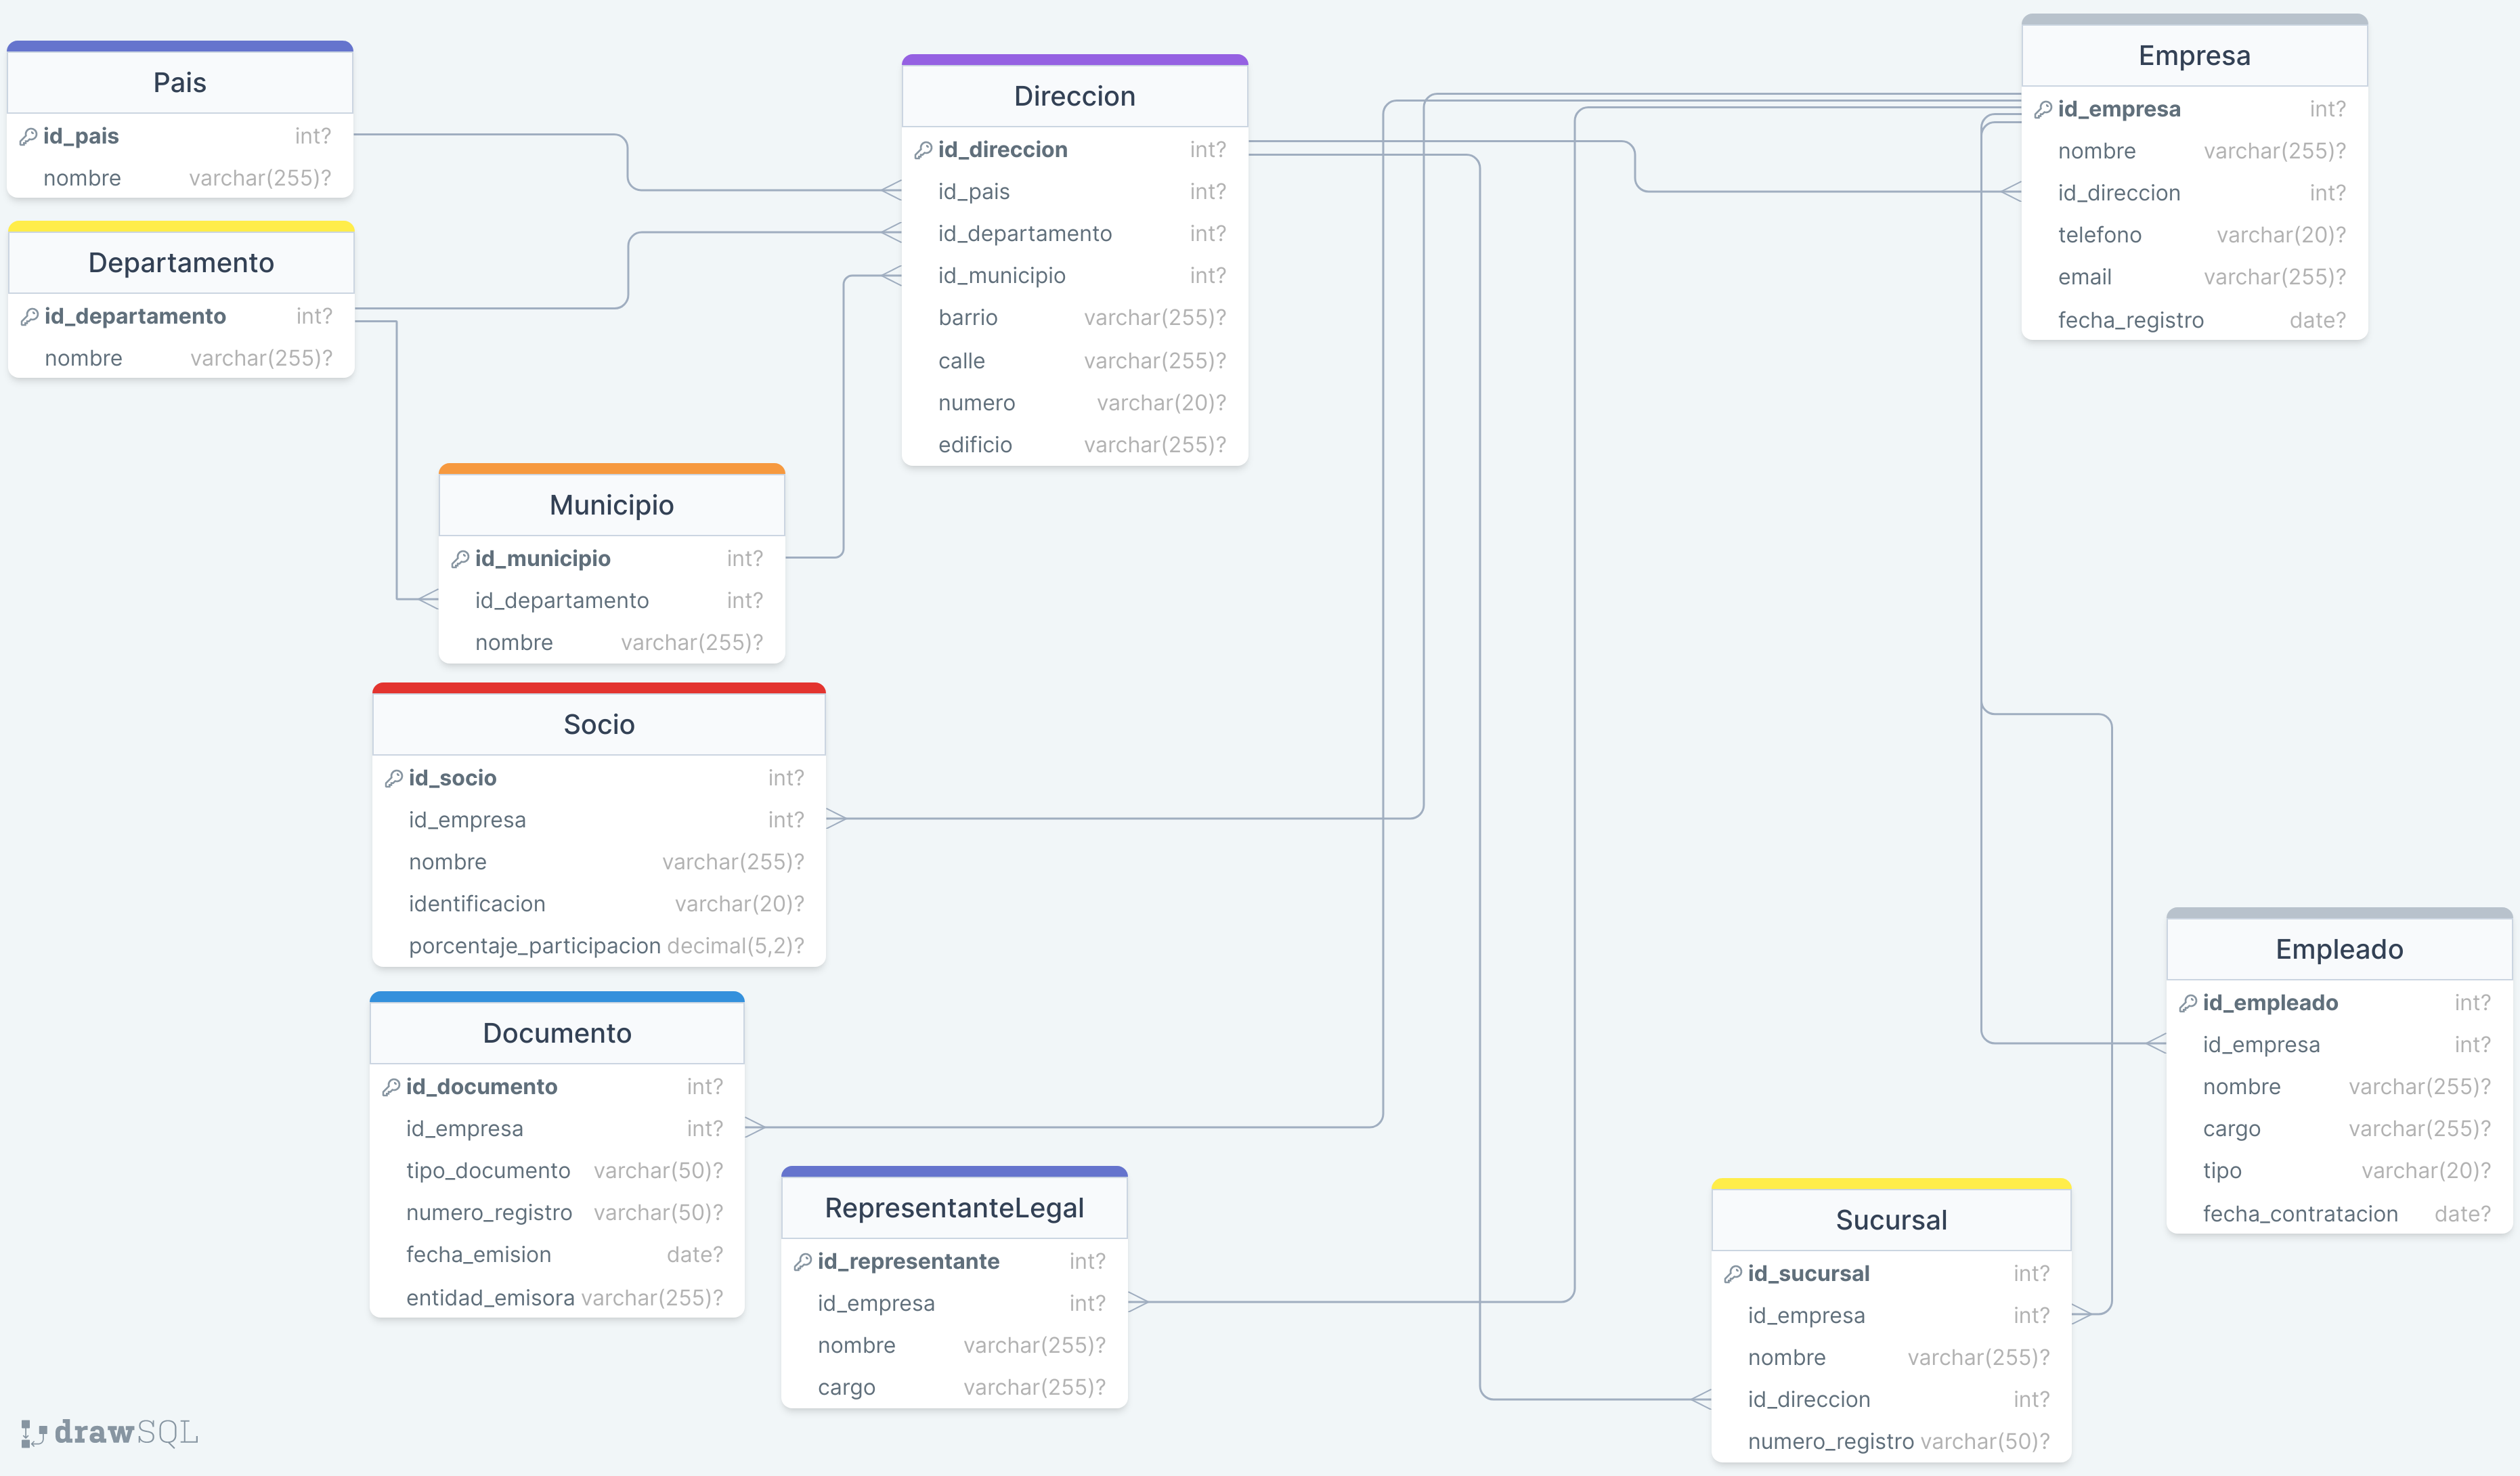 Pais
id_pais int?
nombre varchar(255)?
Departamento
id_departamento int?
nombre varchar(255)?
Direccion
id_direccion int?
id_pais int?
id_departamento int?
id_municipio int?
barrio varchar(255)?
calle varchar(255)?
numero varchar(20)?
edificio varchar(255)?
Empresa
id_empresa int?
nombre varchar(255)?
id_direccion int?
telefono varchar(20)?
email varchar(255)?
fecha_registro date?
Municipio
id_municipio int?
id_departamento int?
nombre varchar(255)?
Socio
id_socio int?
id_empresa int?
nombre varchar(255)?
identificacion varchar(20)?
porcentaje_participacion decimal(5,2)?
Documento
id_documento int?
id_empresa int?
tipo_documento varchar(50)?
numero_registro varchar(50)?
fecha_emision date?
entidad_emisora varchar(255)?
RepresentanteLegal
id_representante int?
id_empresa int?
nombre varchar(255)?
cargo varchar(255)?
Sucursal
id_sucursal int?
id_empresa int?
nombre varchar(255)?
id_direccion int?
numero_registro varchar(50)?
Empleado
id_empleado int?
id_empresa int?
nombre varchar(255)?
cargo varchar(255)?
tipo varchar(20)?
fecha_contratacion date?
drawSQL